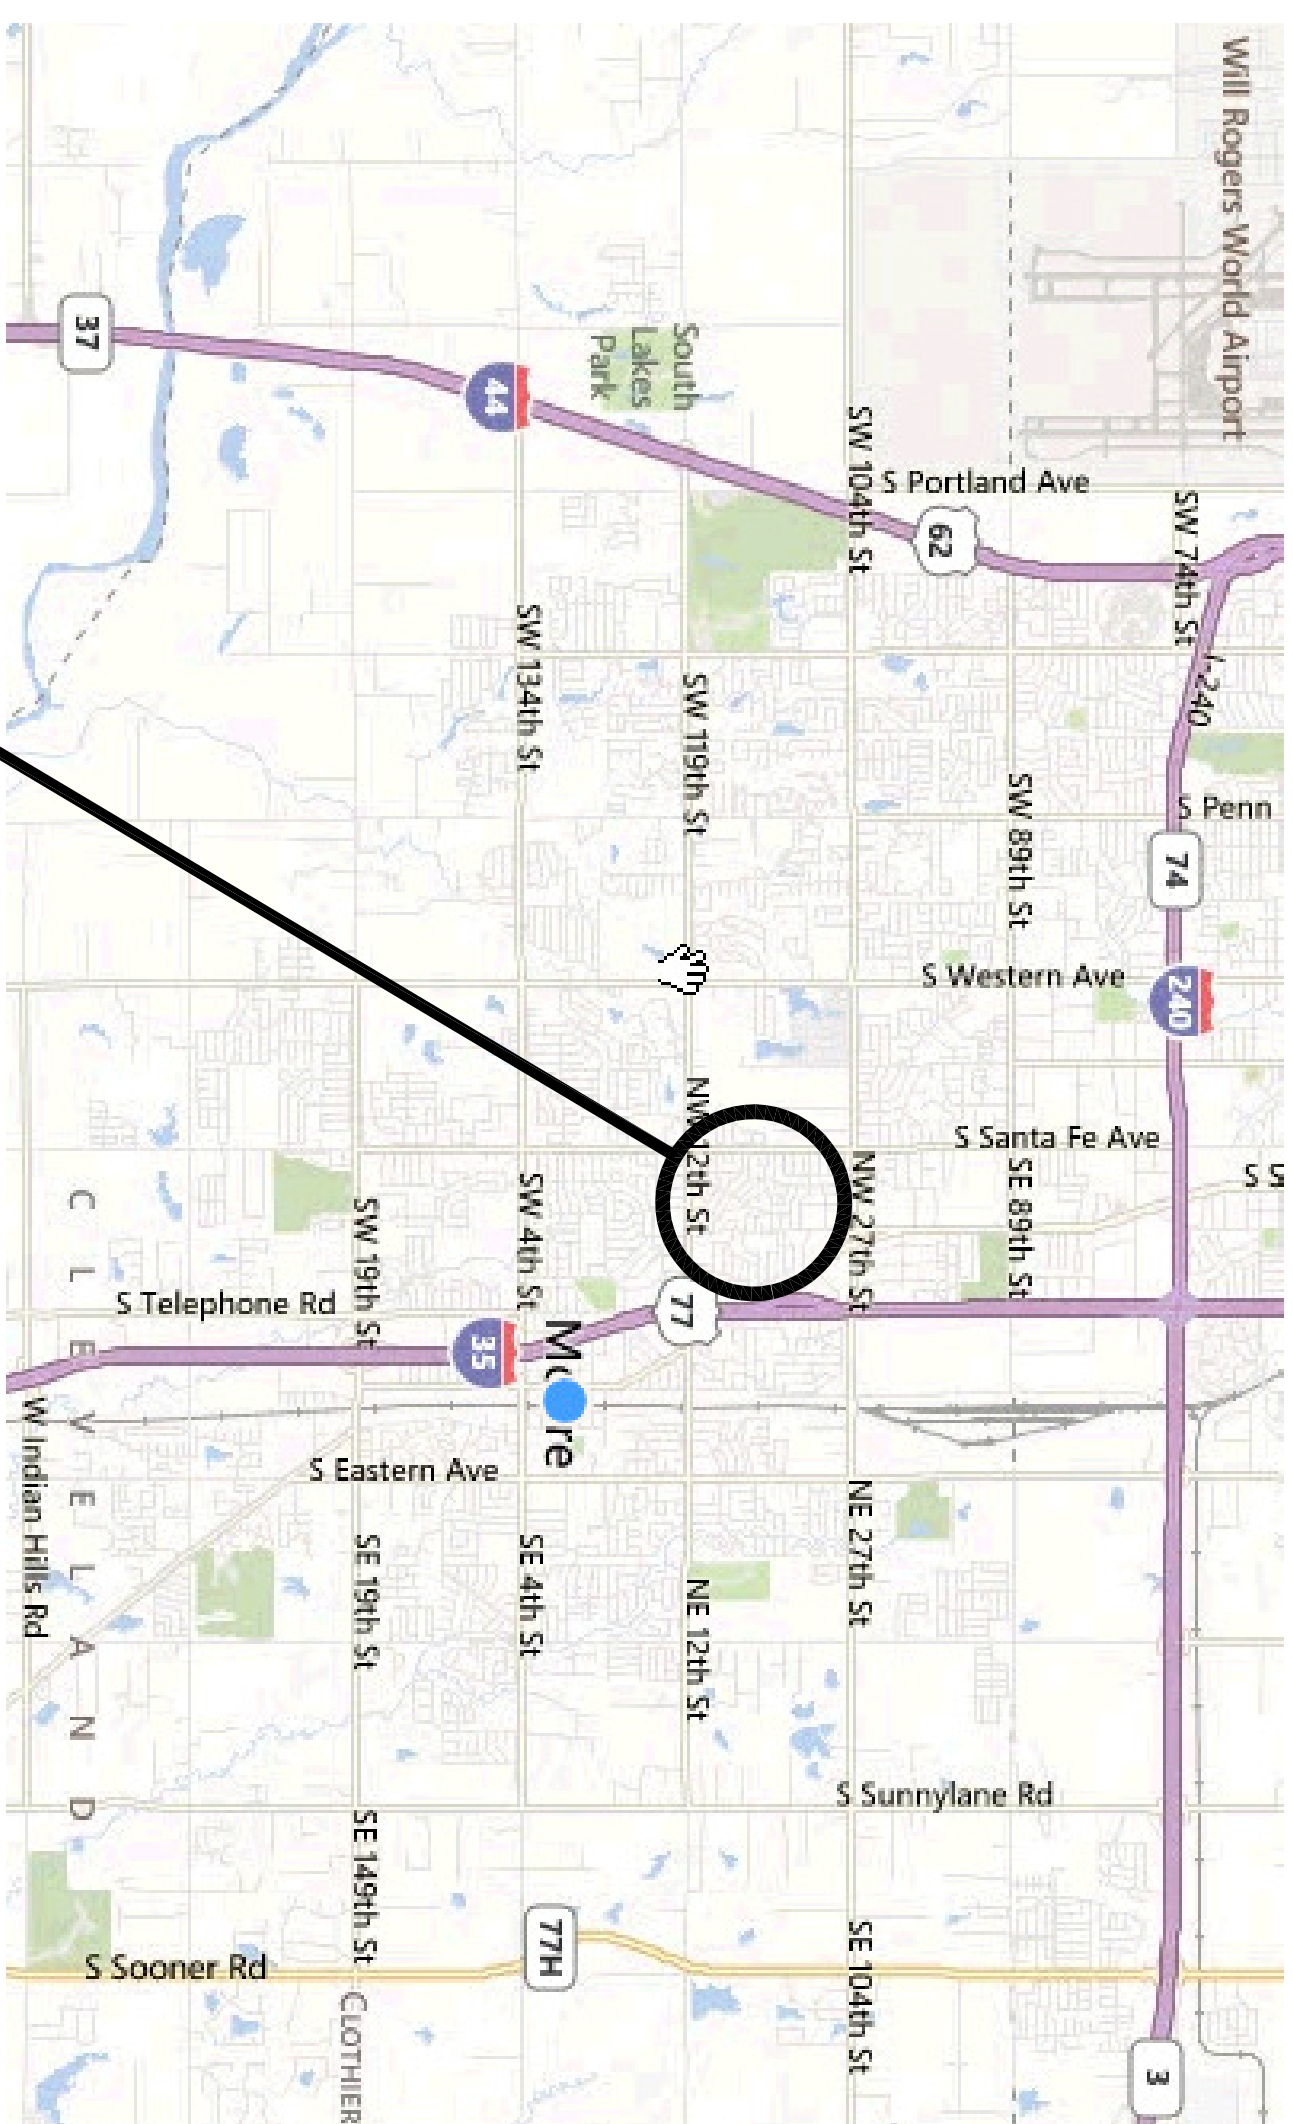 Will Rogers World Airport
37
44
South
Lakes
Park
SW 104th St
S Portland Ave
62
SW 74th St
I-240
SW 134th St
SW 119th St
S Penn
SW 89th St
74
S Western Ave
240
NW 12th St
S Santa Fe Ave
NW 27th St
SE 89th St
S S
SW 4th St
SW 19th St
S Telephone Rd
77
35
M
re
CLEVELAND
W Indian Hills Rd
S Eastern Ave
SE 19th St
SE 4th St
NE 12th St
NE 27th St
S Sunnylane Rd
SE 149th St
77H
S Sooner Rd
SE 104th St
CLOTHIER
3